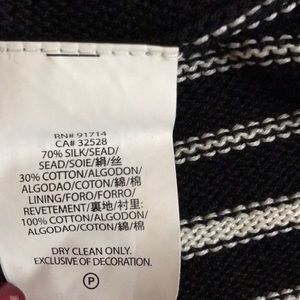 RN# 91714
CA# 32528
70% SILK/SEAD/
SEAD/SOIE/絹/丝
30% COTTON/ALGODON/
ALGODAO/COTON/綿/棉
LINING/FORO/FORRO/
REVETEMENT/裏地/衬里:
100% COTTON/ALGODON/
ALGODAO/COTON/綿/棉
DRY CLEAN ONLY.
EXCLUSIVE OF DECORATION.
P